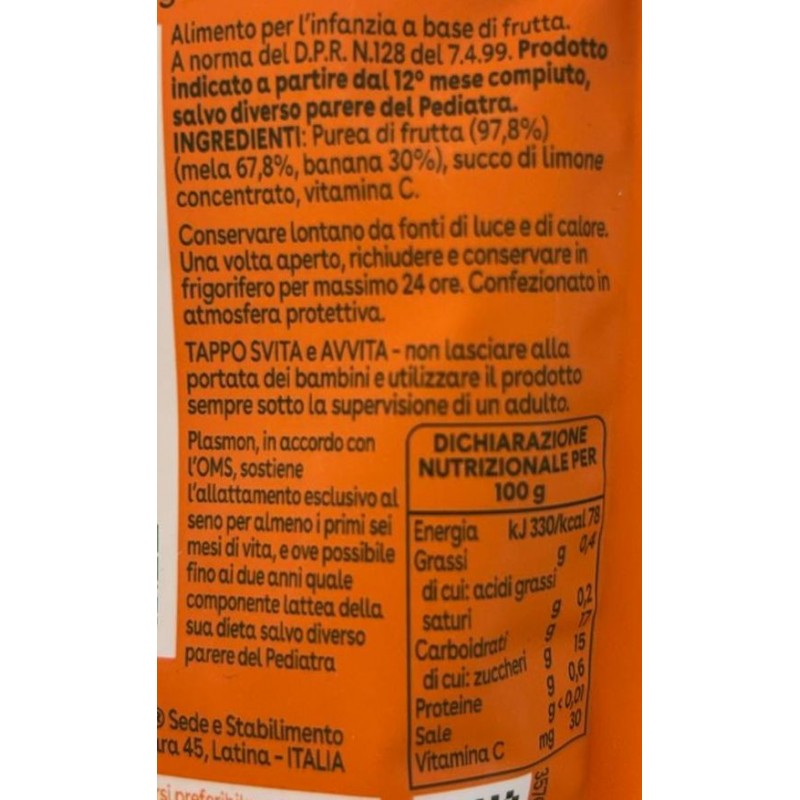 Alimento per l'infanzia a base di frutta.
A norma del D.P.R. N.128 del 7.4.99. Prodotto
indicato a partire dal 12° mese compiuto,
salvo diverso parere del Pediatra.
INGREDIENTI: Purea di frutta (97,8%)
(mela 67,8%, banana 30%), succo di limone
concentrato, vitamina C.
Conservare lontano da fonti di luce e di calore.
Una volta aperto, richiudere e conservare in
frigorifero per massimo 24 ore. Confezionato in
atmosfera protettiva.
TAPPO SVITA e AVVITA - non lasciare alla
portata dei bambini e utilizzare il prodotto
sempre sotto la supervisione di un adulto.
Plasmon, in accordo con
l'OMS, sostiene
l'allattamento esclusivo al
seno per almeno i primi sei
mesi di vita, e ove possibile
fino ai due anni quale
componente lattea della
sua dieta salvo diverso
parere del Pediatra
DICHIARAZIONE
NUTRIZIONALE PER
100 g
Energia kJ 330/kcal 78
Grassi g 0,4
di cui: acidi grassi
saturi g 0,2
Carboidrati g 17
di cui: zuccheri g 15
Proteine g 0,6
Sale g <0,01
Vitamina C mg 30
® Sede e Stabilimento
45, Latina - ITALIA